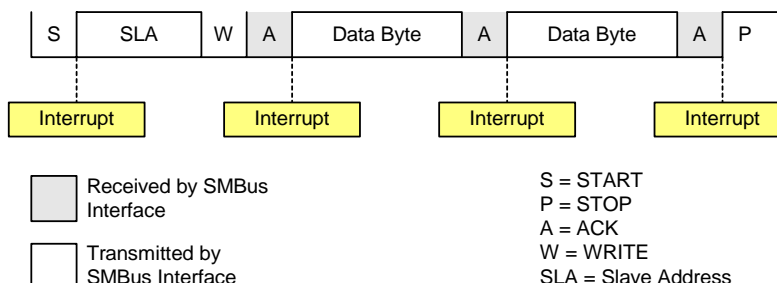 S SLA W A Data Byte A Data Byte A P
Interrupt Interrupt Interrupt Interrupt
Received by SMBus
Interface
Transmitted by
SMBus Interface
S = START
P = STOP
A = ACK
W = WRITE
SLA = Slave Address